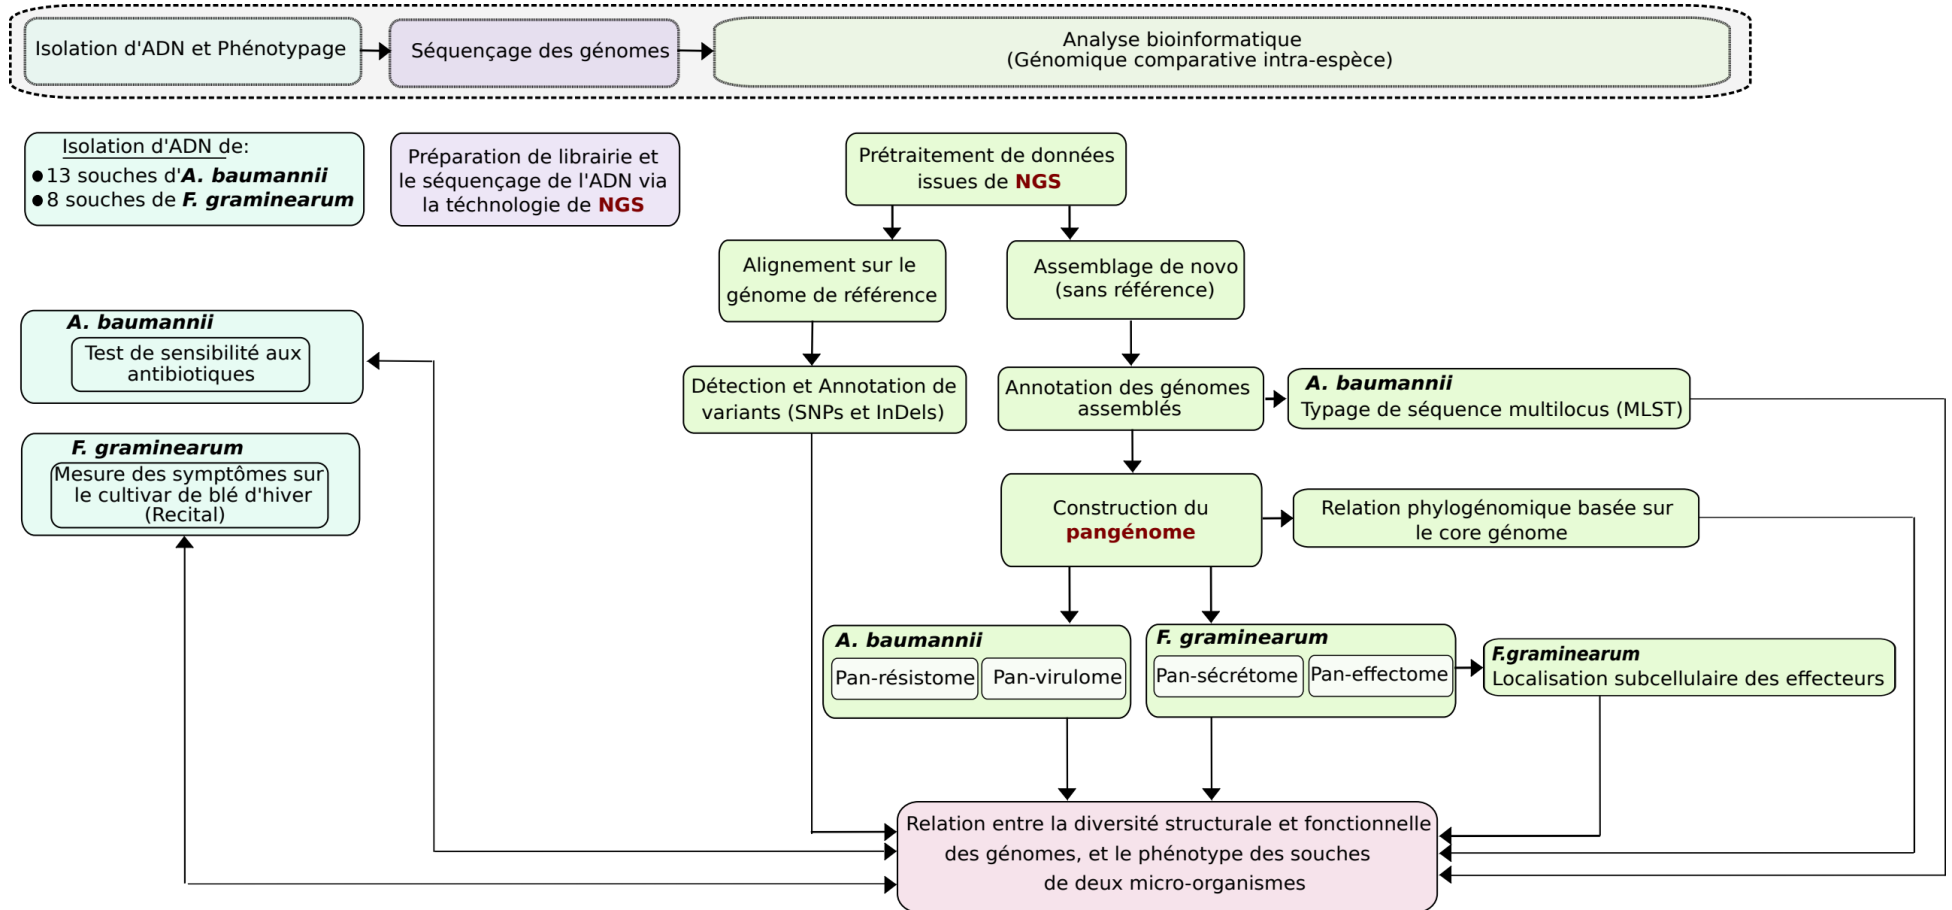 Isolation d'ADN et Phénotypage
Séquençage des génomes
Analyse bioinformatique
(Génomique comparative intra-espèce)
Isolation d'ADN de:
●13 souches d'A. baumannii
●8 souches de F. graminearum
Préparation de librairie et
le séquençage de l'ADN via
la téchnologie de NGS
Prétraitement de données
issues de NGS
Alignement sur le
génome de référence
Assemblage de novo
(sans référence)
A. baumannii
Test de sensibilité aux
antibiotiques
Détection et Annotation de
variants (SNPs et InDels)
Annotation des génomes
assemblés
A. baumannii
Typage de séquence multilocus (MLST)
F. graminearum
Mesure des symptômes sur
le cultivar de blé d'hiver
(Recital)
Construction du
pangénome
Relation phylogénomique basée sur
le core génome
A. baumannii
Pan-résistome
Pan-virulome
F. graminearum
Pan-sécrétome
Pan-effectome
F.graminearum
Localisation subcellulaire des effecteurs
Relation entre la diversité structurale et fonctionnelle
des génomes, et le phénotype des souches
de deux micro-organismes